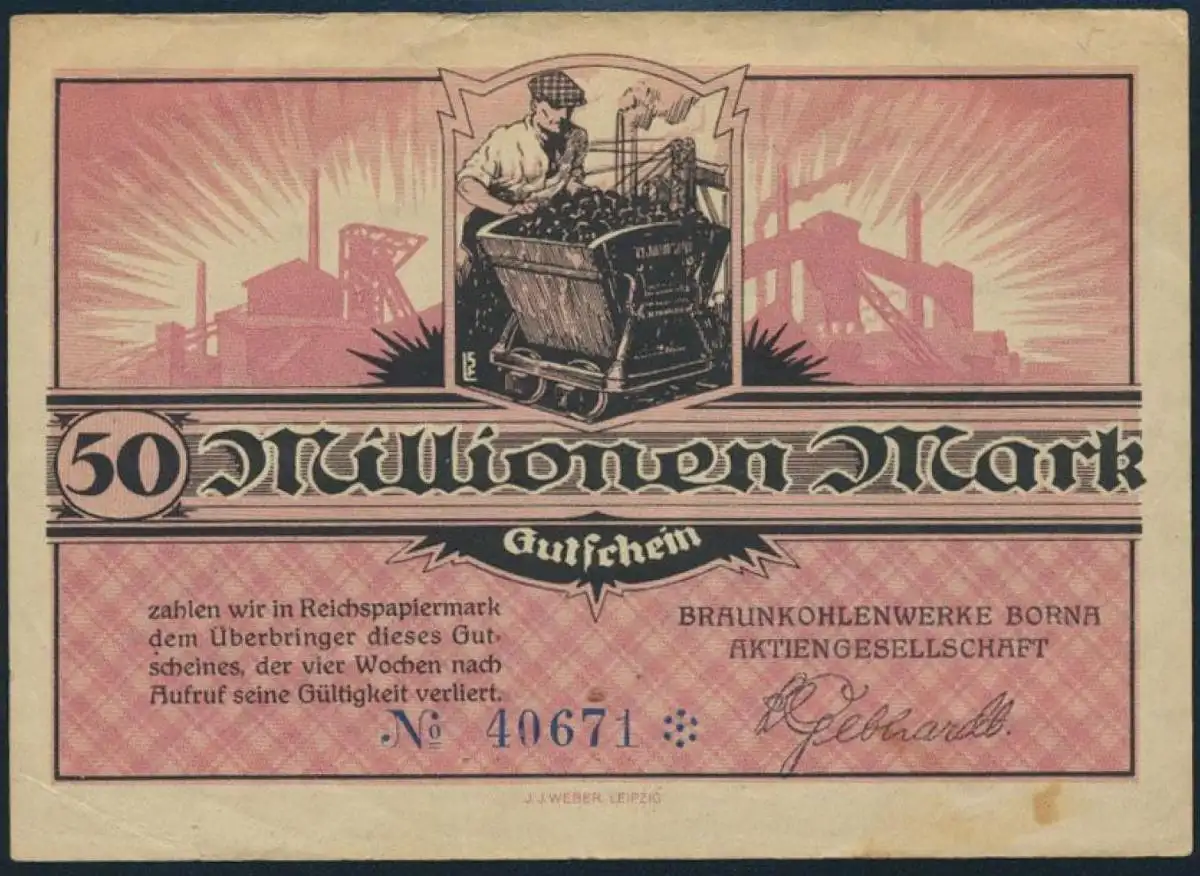 50 Millionen Mark
Gutschein
zahlen wir in Reichspapiermark
dem Überbringer dieses Gut-
scheines, der vier Wochen nach
Aufruf seine Gültigkeit verliert.
BRAUNKOHLENWERKE BORNA
AKTIENGESELLSCHAFT
Gebhardt.
№ 40671
J. J. WEBER, LEIPZIG